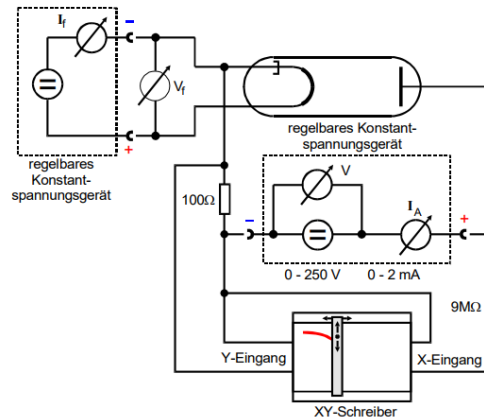 I_f
−
V_f
+
regelbares
Konstant-
spannungsgerät
regelbares Konstant-
spannungsgerät
100Ω
V
−
I_A
+
0 - 250 V
0 - 2 mA
9MΩ
Y-Eingang
X-Eingang
XY-Schreiber